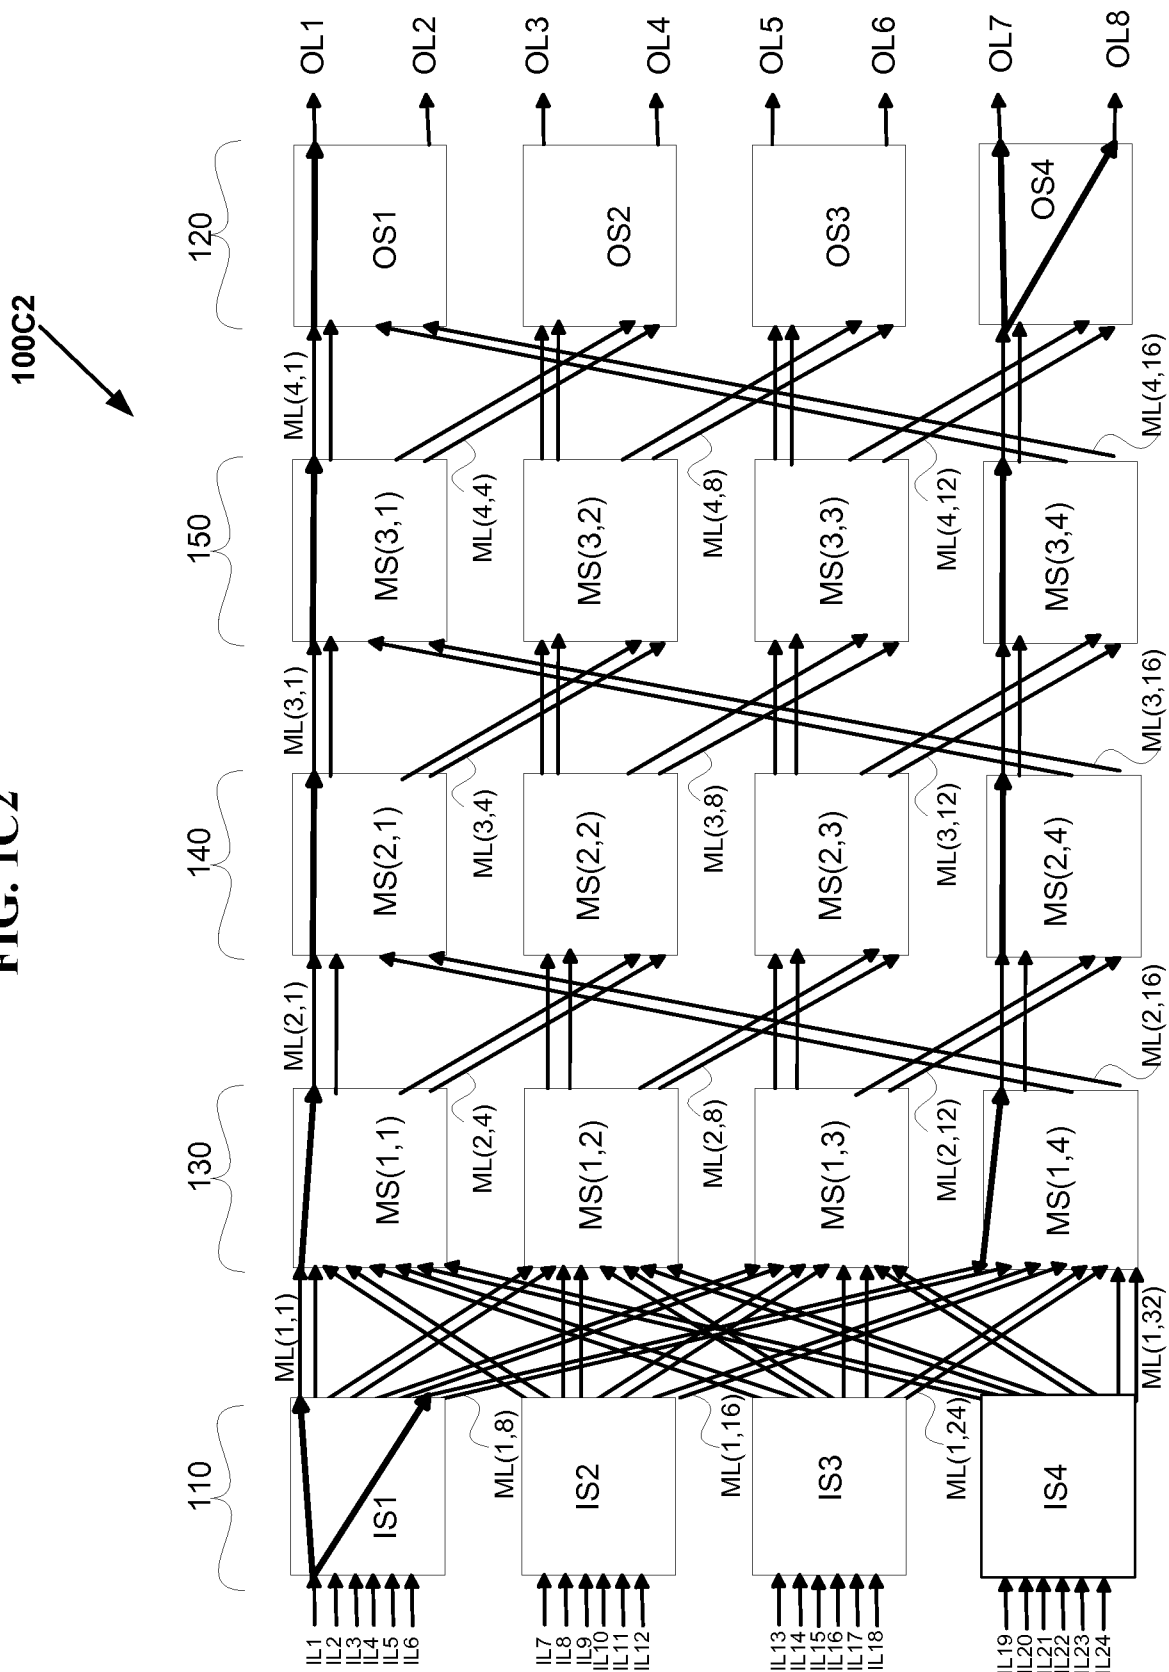 FIG. 1C2
100C2
110
130
140
150
120
IL1
IL2
IL3
IL4
IL5
IL6
IS1
ML(1,1)
MS(1,1)
ML(2,1)
MS(2,1)
ML(3,1)
MS(3,1)
ML(4,1)
OS1
OL1
OL2
ML(1,8)
ML(2,4)
ML(3,4)
ML(4,4)
IL7
IL8
IL9
IL10
IL11
IL12
IS2
MS(1,2)
MS(2,2)
MS(3,2)
OS2
OL3
OL4
ML(1,16)
ML(2,8)
ML(3,8)
ML(4,8)
IL13
IL14
IL15
IL16
IL17
IL18
IS3
MS(1,3)
MS(2,3)
MS(3,3)
OS3
OL5
OL6
ML(1,24)
ML(2,12)
ML(3,12)
ML(4,12)
IL19
IL20
IL21
IL22
IL23
IL24
IS4
MS(1,4)
MS(2,4)
MS(3,4)
OS4
OL7
OL8
ML(1,32)
ML(2,16)
ML(3,16)
ML(4,16)